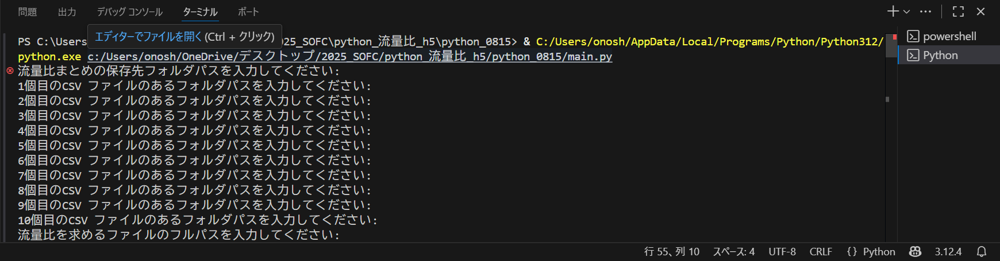 問題 出力 デバッグ コンソール ターミナル ポート
エディターでファイルを開く (Ctrl + クリック)
PS C:\Users 025_SOFC\python_流量比_h5\python_0815> & C:/Users/onosh/AppData/Local/Programs/Python/Python312/
python.exe c:/Users/onosh/OneDrive/デスクトップ/2025_SOFC/python_流量比_h5/python_0815/main.py
流量比まとめの保存先フォルダパスを入力してください:
1個目のCSV ファイルのあるフォルダパスを入力してください:
2個目のCSV ファイルのあるフォルダパスを入力してください:
3個目のCSV ファイルのあるフォルダパスを入力してください:
4個目のCSV ファイルのあるフォルダパスを入力してください:
5個目のCSV ファイルのあるフォルダパスを入力してください:
6個目のCSV ファイルのあるフォルダパスを入力してください:
7個目のCSV ファイルのあるフォルダパスを入力してください:
8個目のCSV ファイルのあるフォルダパスを入力してください:
9個目のCSV ファイルのあるフォルダパスを入力してください:
10個目のCSV ファイルのあるフォルダパスを入力してください:
流量比を求めるファイルのフルパスを入力してください:
powershell
Python
行 55、列 10 スペース: 4 UTF-8 CRLF {} Python 3.12.4